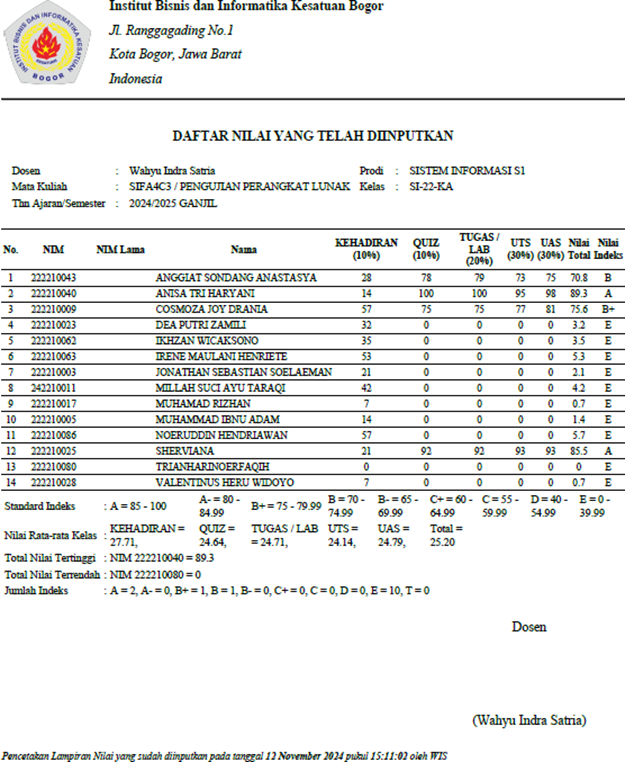 Institut Bisnis dan Informatika Kesatuan Bogor
Jl. Ranggagading No.1
Kota Bogor, Jawa Barat
Indonesia
INSTITUT BISNIS DAN INFORMATIKA KESATUAN
KESATUAN
BOGOR
DAFTAR NILAI YANG TELAH DIINPUTKAN
Dosen : Wahyu Indra Satria Prodi : SISTEM INFORMASI S1
Mata Kuliah : SIFA4C3 / PENGUJIAN PERANGKAT LUNAK Kelas : SI-22-KA
Thn Ajaran/Semester : 2024/2025 GANJIL
No. NIM NIM Lama Nama KEHADIRAN (10%) QUIZ (10%) TUGAS / LAB (20%) UTS (30%) UAS (30%) Nilai Total Nilai Indeks
1 222210043 ANGGIAT SONDANG ANASTASYA 28 78 79 73 75 70.8 B
2 222210040 ANISA TRI HARYANI 14 100 100 95 98 89.3 A
3 222210009 COSMOZA JOY DRANIA 57 75 75 77 81 75.6 B+
4 222210023 DEA PUTRI ZAMILI 32 0 0 0 0 3.2 E
5 222210062 IKHZAN WICAKSONO 35 0 0 0 0 3.5 E
6 222210063 IRENE MAULANI HENRIETE 53 0 0 0 0 5.3 E
7 222210003 JONATHAN SEBASTIAN SOELAEMAN 21 0 0 0 0 2.1 E
8 242210011 MILLAH SUCI AYU TARAQI 42 0 0 0 0 4.2 E
9 222210017 MUHAMAD RIZHAN 7 0 0 0 0 0.7 E
10 222210005 MUHAMMAD IBNU ADAM 14 0 0 0 0 1.4 E
11 222210086 NOERUDDIN HENDRIAWAN 57 0 0 0 0 5.7 E
12 222210025 SHERVIANA 21 92 92 93 93 85.5 A
13 222210080 TRIANHARINOERFAQIH 0 0 0 0 0 0 E
14 222210028 VALENTINUS HERU WIDOYO 7 0 0 0 0 0.7 E
Standard Indeks : A = 85 - 100 A- = 80 - 84.99 B+ = 75 - 79.99 B = 70 - 74.99 B- = 65 - 69.99 C+ = 60 - 64.99 C = 55 - 59.99 D = 40 - 54.99 E = 0 - 39.99
Nilai Rata-rata Kelas : KEHADIRAN = 27.71, QUIZ = 24.64, TUGAS / LAB = 24.71, UTS = 24.14, UAS = 24.79, Total = 25.20
Total Nilai Tertinggi : NIM 222210040 = 89.3
Total Nilai Terrendah : NIM 222210080 = 0
Jumlah Indeks : A = 2, A- = 0, B+ = 1, B = 1, B- = 0, C+ = 0, C = 0, D = 0, E = 10, T = 0
Dosen
(Wahyu Indra Satria)
Pencetakan Lampiran Nilai yang sudah diinputkan pada tanggal 12 November 2024 pukul 15:11:02 oleh WIS